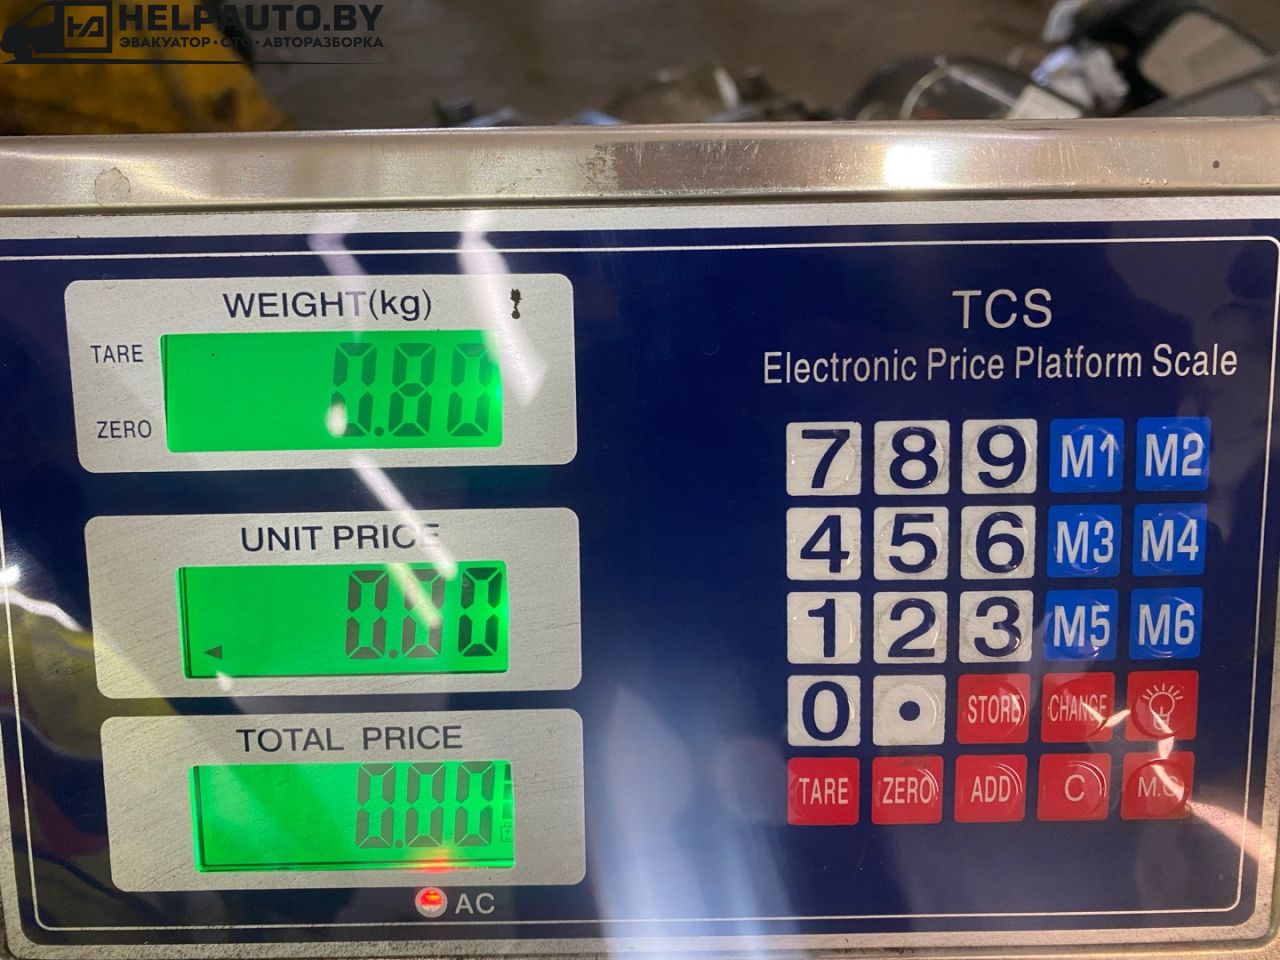 HELPAUTO.BY
ЭВАКУАТОР · СТО · АВТОРАЗБОРКА
WEIGHT(kg)
TARE
0.80
ZERO
UNIT PRICE
0.00
TOTAL PRICE
0.00
AC
TCS
Electronic Price Platform Scale
7 8 9 M1 M2
4 5 6 M3 M4
1 2 3 M5 M6
0 • STORE CHANGE
TARE ZERO ADD C